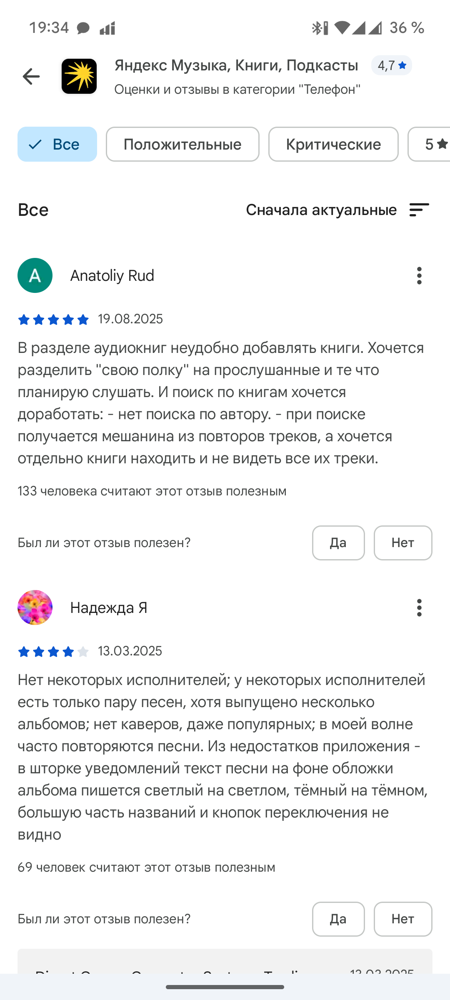 19:34
36 %
Яндекс Музыка, Книги, Подкасты
4,7
Оценки и отзывы в категории "Телефон"
Все
Положительные
Критические
5
Все
Сначала актуальные
A
Anatoliy Rud
19.08.2025
В разделе аудиокниг неудобно добавлять книги. Хочется
разделить "свою полку" на прослушанные и те что
планирую слушать. И поиск по книгам хочется
доработать: - нет поиска по автору. - при поиске
получается мешанина из повторов треков, а хочется
отдельно книги находить и не видеть все их треки.
133 человека считают этот отзыв полезным
Был ли этот отзыв полезен?
Да
Нет
Надежда Я
13.03.2025
Нет некоторых исполнителей; у некоторых исполнителей
есть только пару песен, хотя выпущено несколько
альбомов; нет каверов, даже популярных; в моей волне
часто повторяются песни. Из недостатков приложения -
в шторке уведомлений текст песни на фоне обложки
альбома пишется светлый на светлом, тёмный на тёмном,
большую часть названий и кнопок переключения не
видно
69 человек считают этот отзыв полезным
Был ли этот отзыв полезен?
Да
Нет
13.03.2025